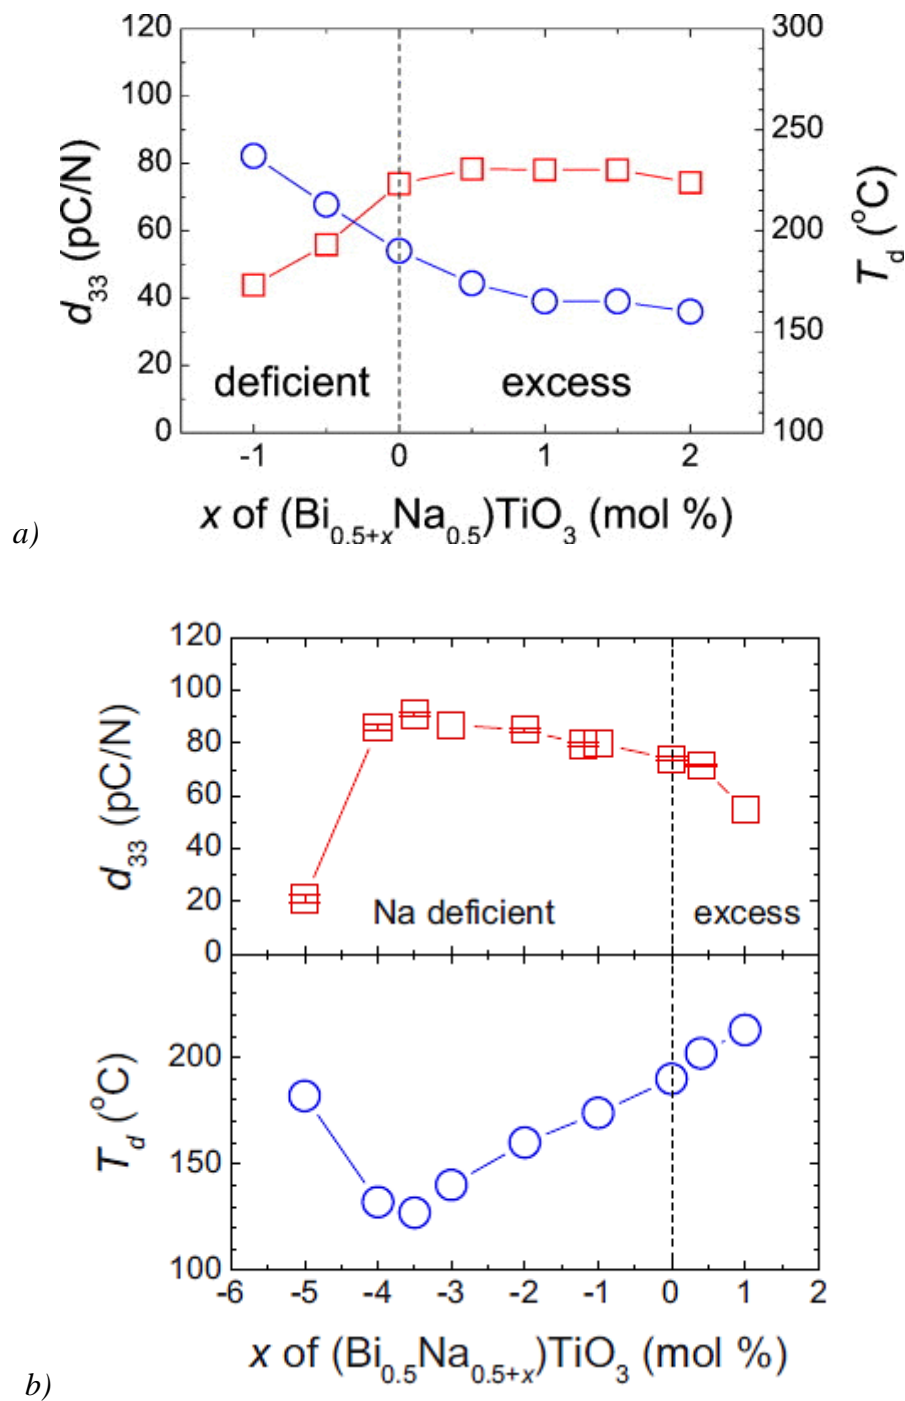 120
100
80
60
40
20
0
d33 (pC/N)
300
250
200
150
100
Td (oC)
deficient
excess
-1
0
1
2
x of (Bi0.5+xNa0.5)TiO3 (mol %)
a)
120
100
80
60
40
20
0
d33 (pC/N)
Na deficient
excess
200
150
100
Td (oC)
-6
-5
-4
-3
-2
-1
0
1
2
x of (Bi0.5Na0.5+x)TiO3 (mol %)
b)